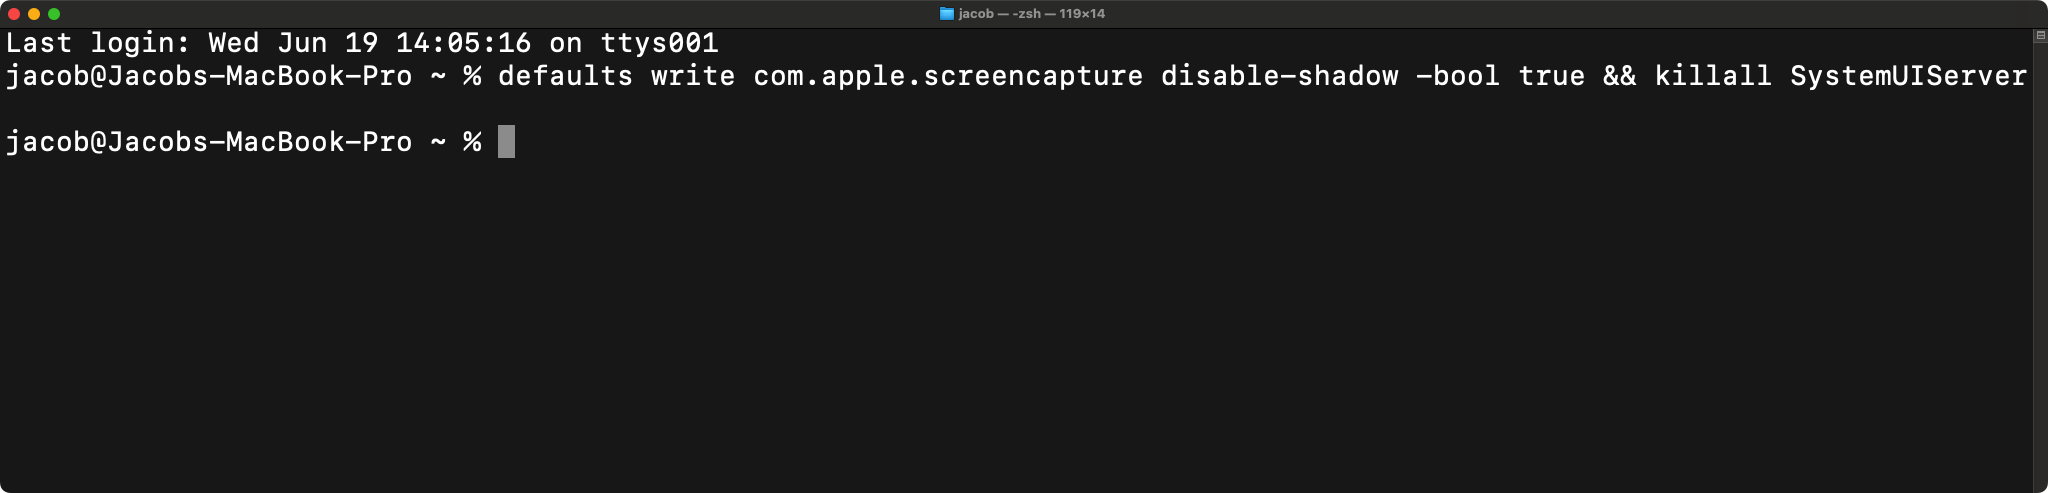 jacob — -zsh — 119×14
Last login: Wed Jun 19 14:05:16 on ttys001
jacob@Jacobs-MacBook-Pro ~ % defaults write com.apple.screencapture disable-shadow -bool true && killall SystemUIServer
jacob@Jacobs-MacBook-Pro ~ %